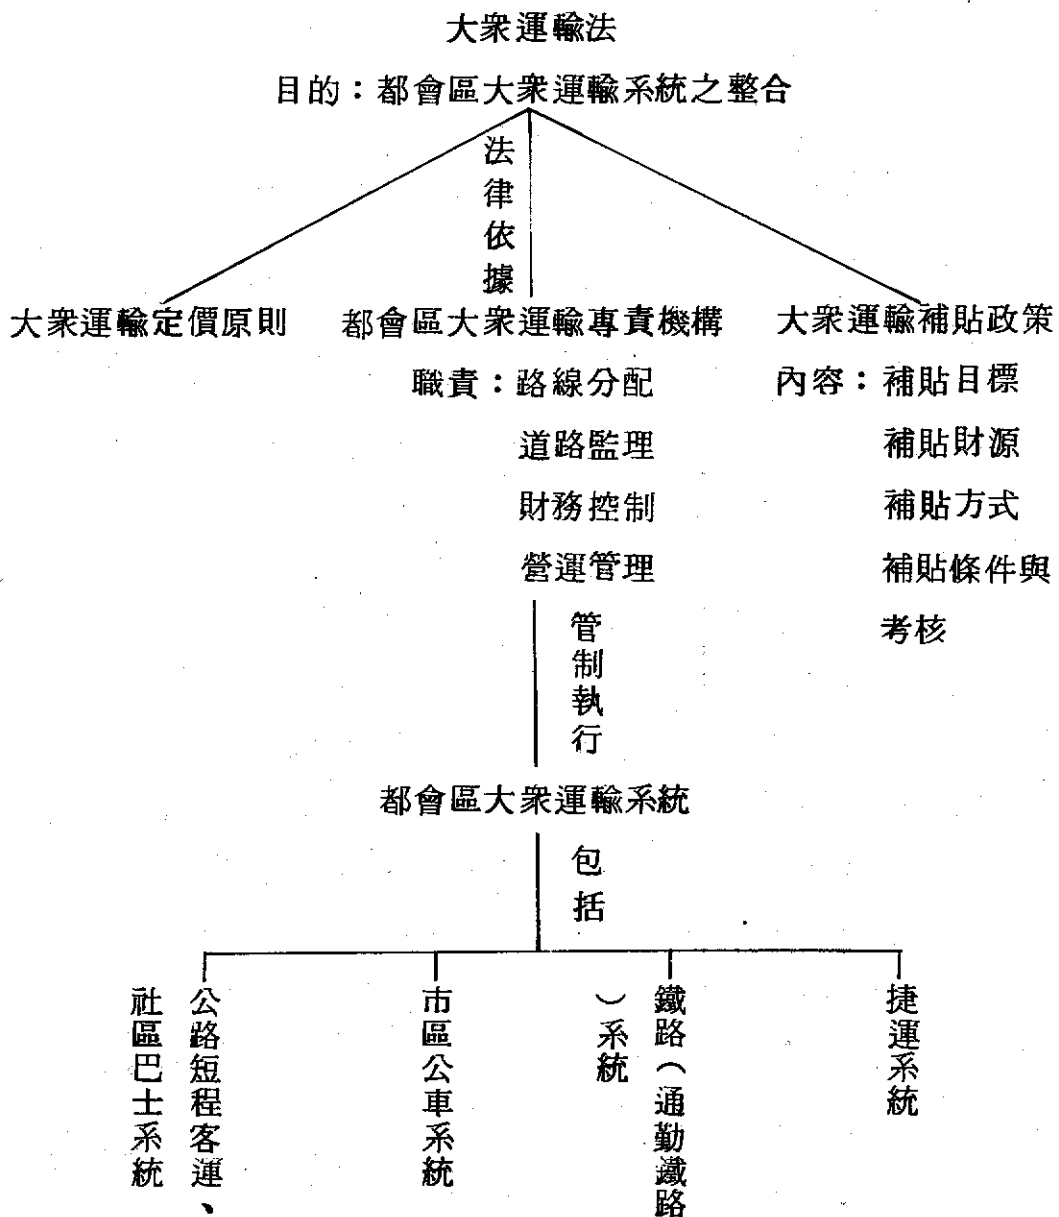 大眾運輸法
目的：都會區大眾運輸系統之整合
法律依據
大眾運輸定價原則
都會區大眾運輸專責機構
職責：路線分配
道路監理
財務控制
營運管理
大眾運輸補貼政策
內容：補貼目標
補貼財源
補貼方式
補貼條件與
考核
管制執行
都會區大眾運輸系統
包括
捷運系統
鐵路（通勤鐵路
）系統
市區公車系統
公路短程客運、
社區巴士系統